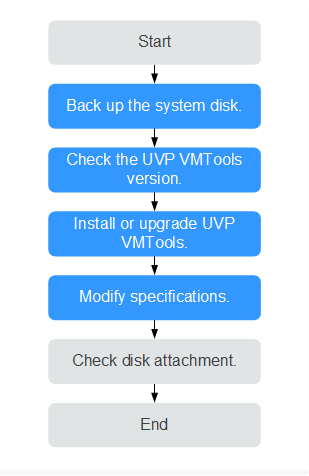 Start
Back up the system disk.
Check the UVP VMTools
version.
Install or upgrade UVP
VMTools.
Modify specifications.
Check disk attachment.
End